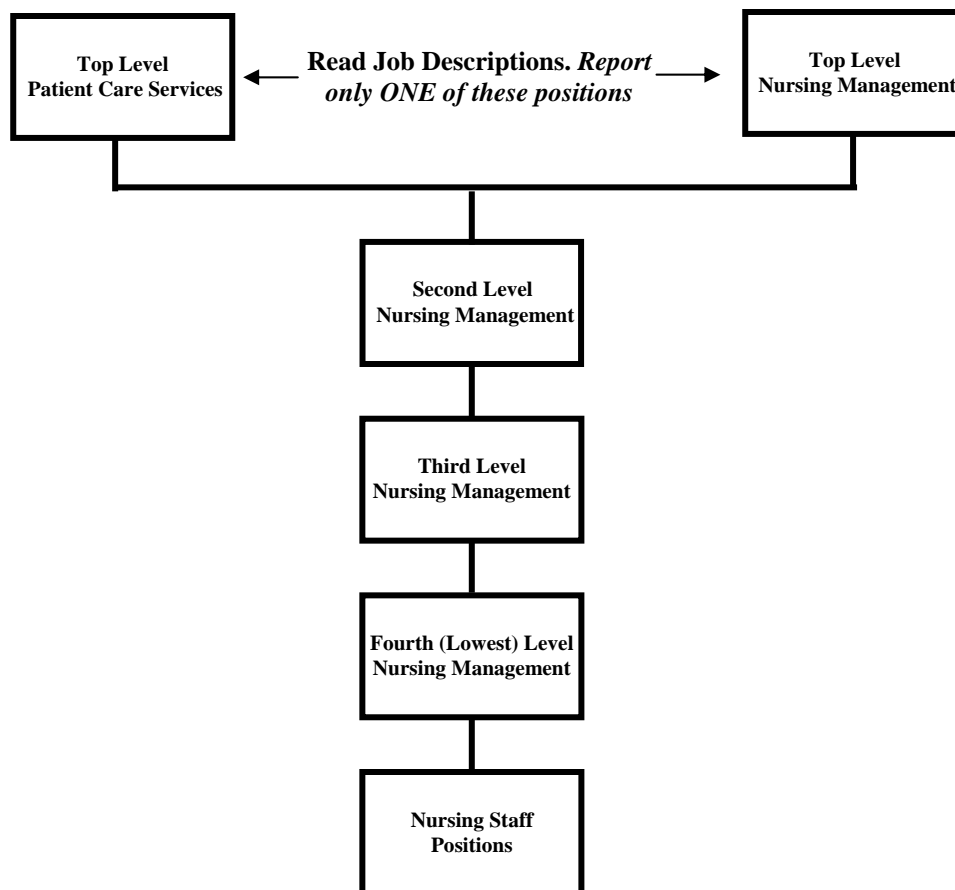 Top Level
Patient Care Services
Read Job Descriptions. Report
only ONE of these positions
Top Level
Nursing Management
Second Level
Nursing Management
Third Level
Nursing Management
Fourth (Lowest) Level
Nursing Management
Nursing Staff
Positions